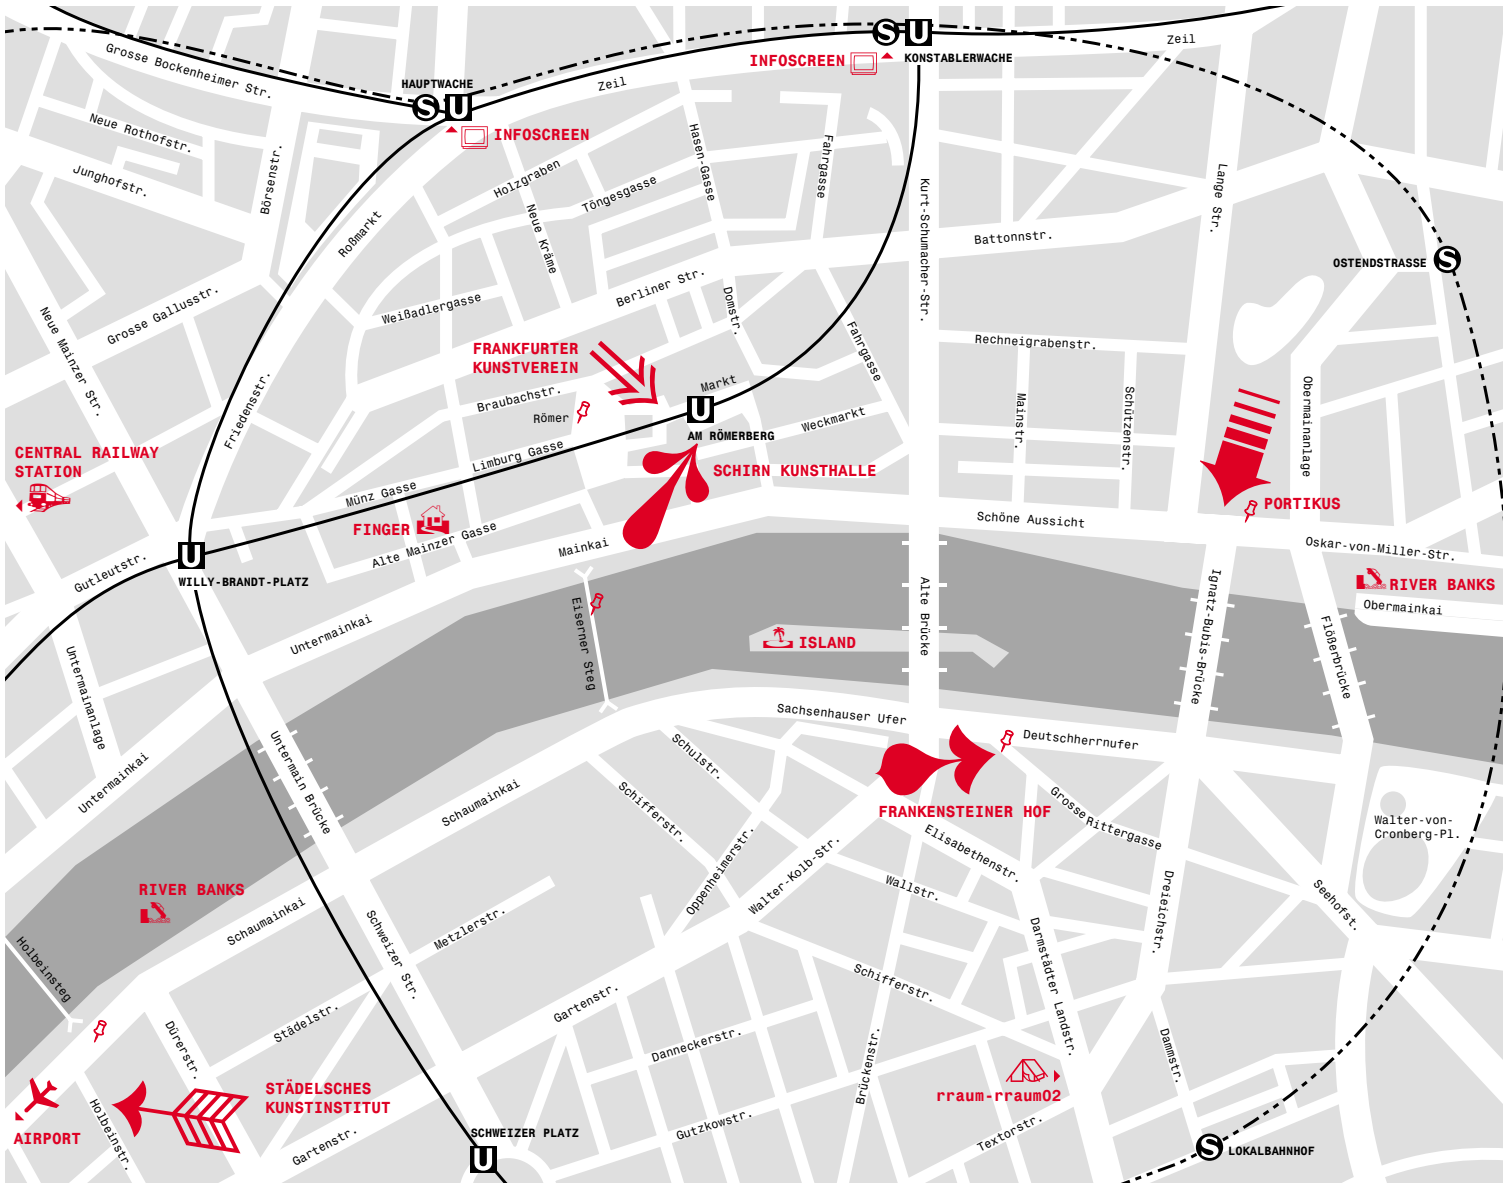 Grosse Bockenheimer Str.
HAUPTWACHE
S U
INFOSCREEN
Zeil
INFOSCREEN
S U
KONSTABLERWACHE
Zeil
Neue Rothofstr.
Junghofstr.
Börsenstr.
Roßmarkt
Holzgraben
Töngesgasse
Neue Kräme
Hasen-Gasse
Fahrgasse
Kurt-Schumacher-Str.
Lange Str.
Battonnstr.
OSTENDSTRASSE
S
Grosse Gallusstr.
Neue Mainzer Str.
Weißadlergasse
Berliner Str.
Domstr.
Fahrgasse
Rechneigrabenstr.
Mainstr.
Schützenstr.
Obermainanlage
Friedensstr.
FRANKFURTER
KUNSTVEREIN
Braubachstr.
Römer
Markt
U
AM RÖMERBERG
Weckmarkt
Limburg Gasse
Münz Gasse
SCHIRN KUNSTHALLE
CENTRAL RAILWAY
STATION
FINGER
Alte Mainzer Gasse
Mainkai
Schöne Aussicht
PORTIKUS
Oskar-von-Miller-Str.
RIVER BANKS
Obermainkai
U
WILLY-BRANDT-PLATZ
Gutleutstr.
Untermainkai
Eiserner Steg
ISLAND
Alte Brücke
Ignatz-Bubis-Brücke
Flößerbrücke
Untermainanlage
Untermainkai
Untermain Brücke
Sachsenhauser Ufer
Deutschherrnufer
Schulstr.
Schifferstr.
Schaumainkai
FRANKENSTEINER HOF
Grosse Rittergasse
Walter-von-
Cronberg-Pl.
Elisabethenstr.
Oppenheimerstr.
Walter-Kolb-Str.
Wallstr.
Dreieichstr.
Seehofst.
RIVER BANKS
Schaumainkai
Holbeinsteg
Schweizer Str.
Metzlerstr.
Gartenstr.
Schifferstr.
Darmstädter Landstr.
Städelstr.
Dürerstr.
Danneckerstr.
Brückenstr.
Dammstr.
rraum-rraum02
STÄDELSCHES
KUNSTINSTITUT
AIRPORT
Holbeinstr.
Gartenstr.
SCHWEIZER PLATZ
U
Gutzkowstr.
Textorstr.
S
LOKALBAHNHOF